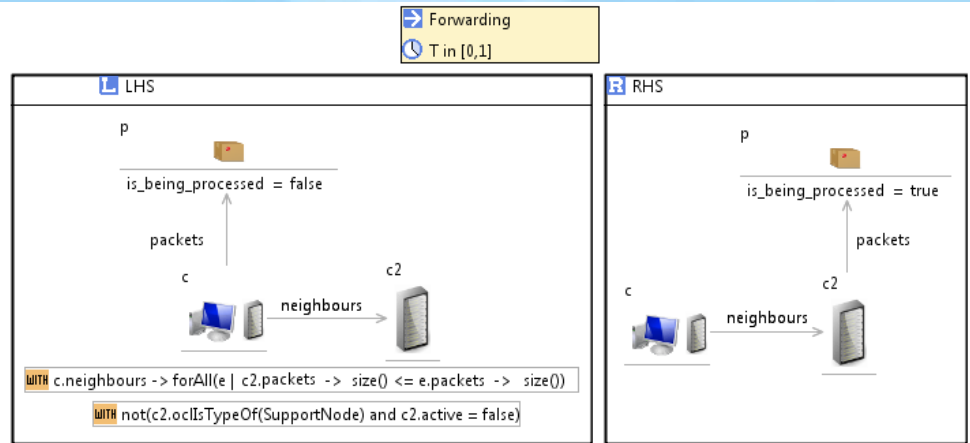 Forwarding
T in [0,1]
L LHS
p
is_being_processed = false
packets
c
c2
neighbours
WITH c.neighbours -> forAll(e | c2.packets -> size() <= e.packets -> size())
WITH not(c2.oclIsTypeOf(SupportNode) and c2.active = false)
R RHS
p
is_being_processed = true
packets
c
c2
neighbours